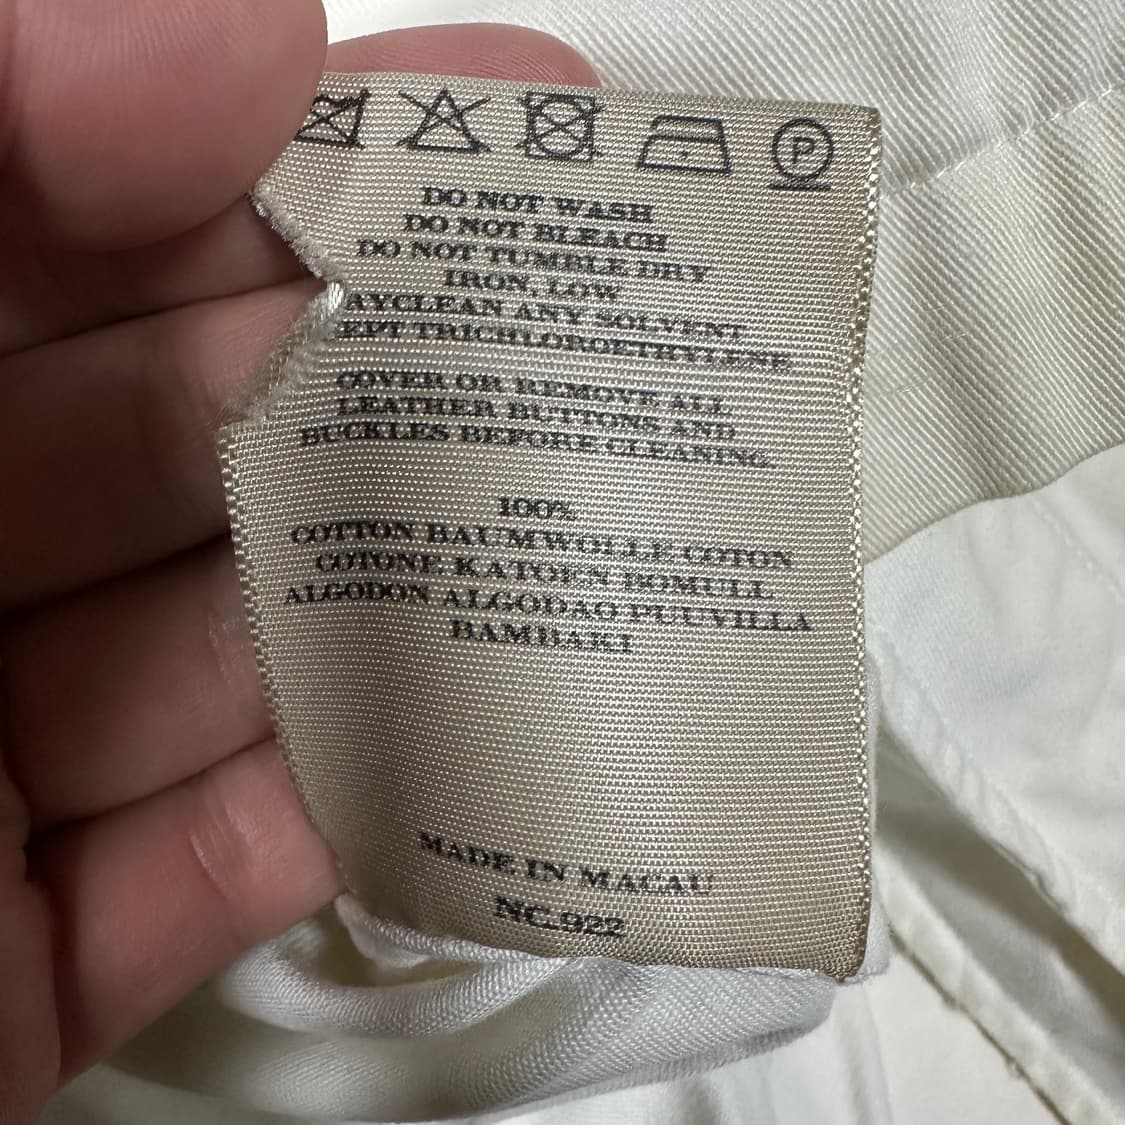 P
DO NOT WASH
DO NOT BLEACH
DO NOT TUMBLE DRY
IRON, LOW
AYCLEAN ANY SOLVENT
EPT TRICHLOROETHYLENE
COVER OR REMOVE ALL
LEATHER BUTTONS AND
BUCKLES BEFORE CLEANING.
100%
COTTON BAUMWOLLE COTON
COTONE KATOEN BOMULL
ALGODON ALGODAO PUUVILLA
BAMBAKI
MADE IN MACAU
NC.922